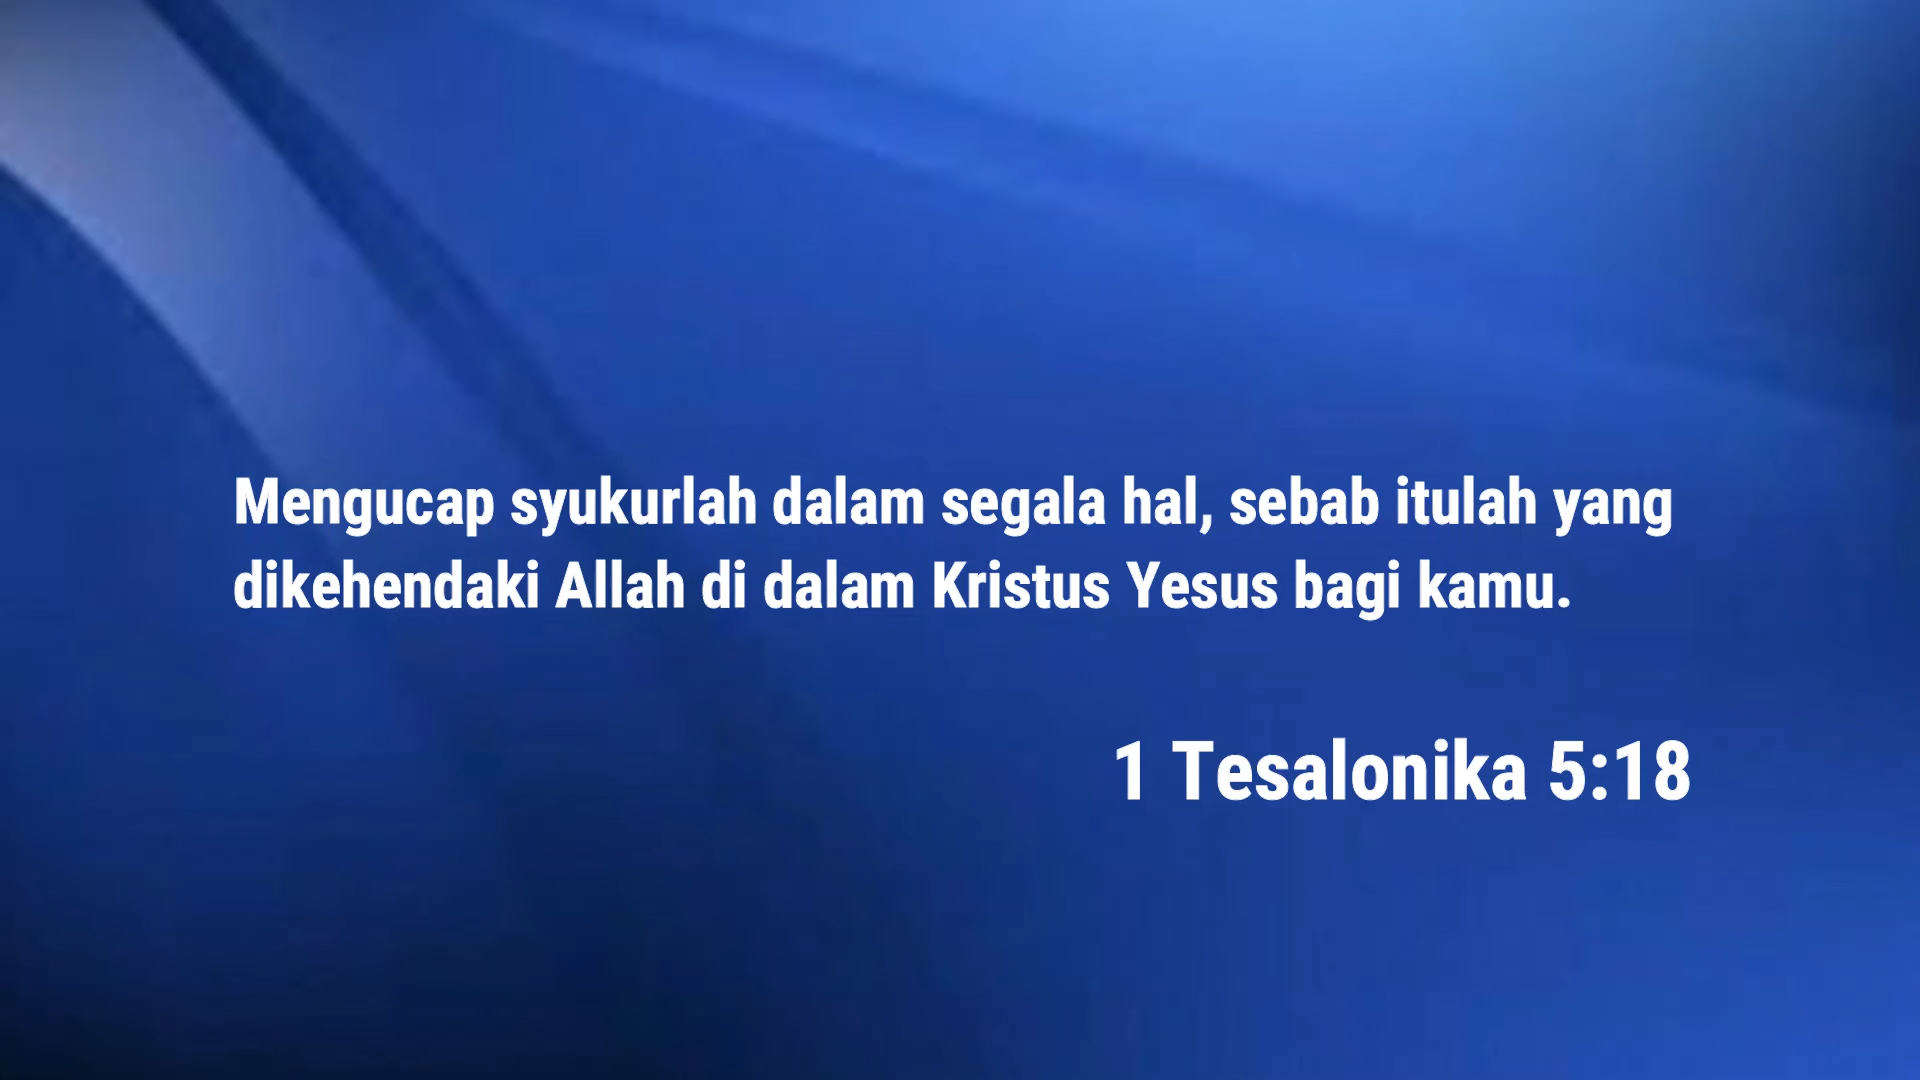 Mengucap syukurlah dalam segala hal, sebab itulah yang
dikehendaki Allah di dalam Kristus Yesus bagi kamu.
1 Tesalonika 5:18